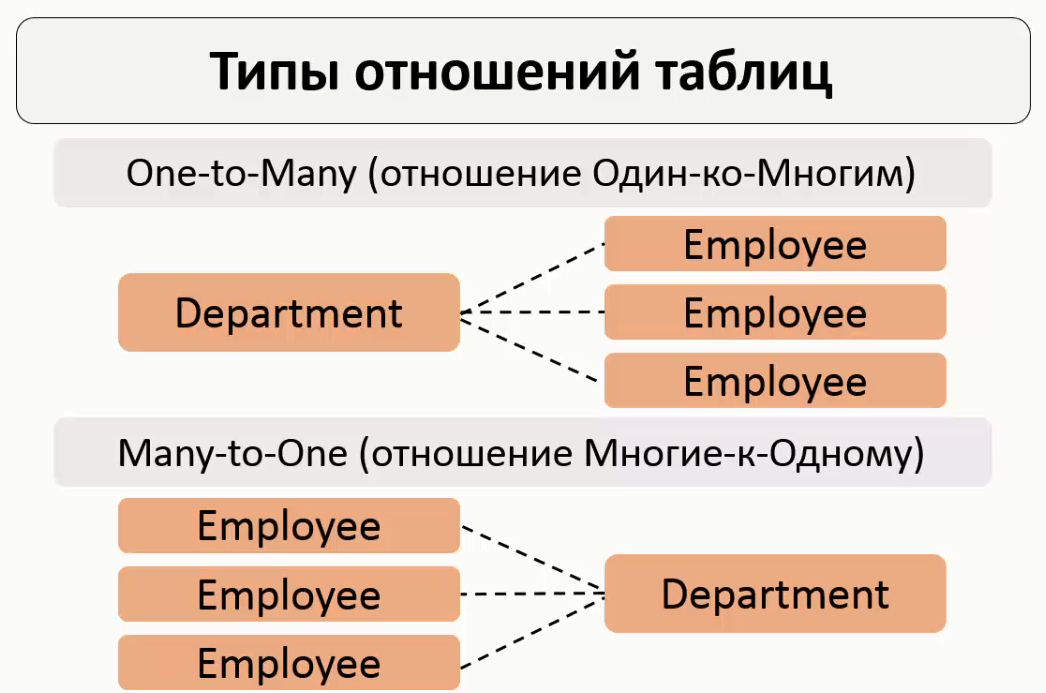 Типы отношений таблиц
One-to-Many (отношение Один-ко-Многим)
Department
Employee
Employee
Employee
Many-to-One (отношение Многие-к-Одному)
Employee
Employee
Employee
Department